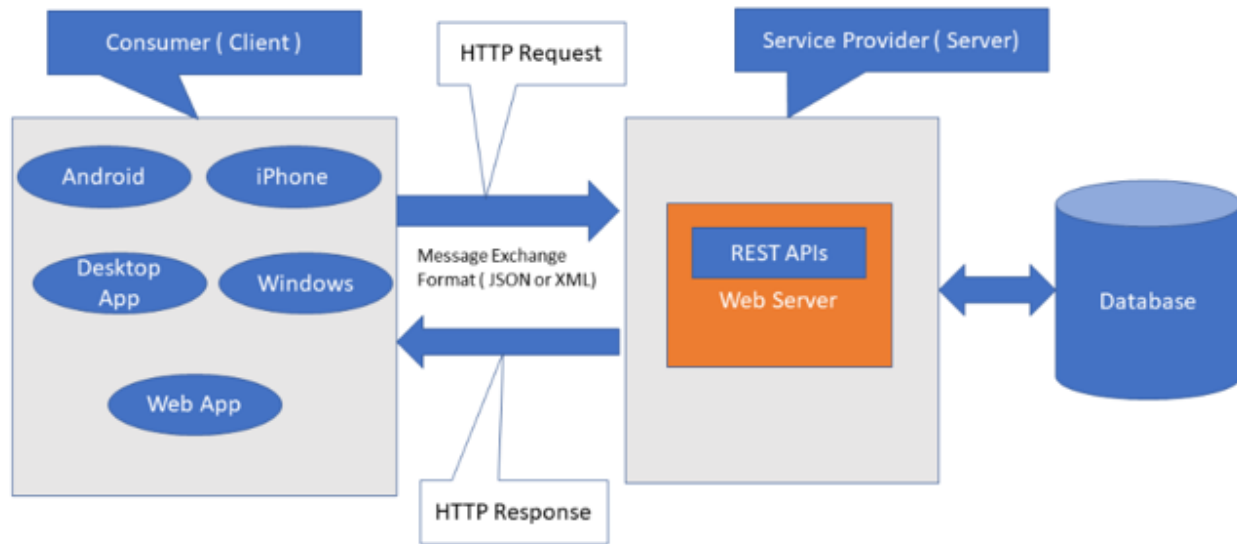 Consumer ( Client )
HTTP Request
Service Provider ( Server)
Android
iPhone
Desktop
App
Windows
Web App
Message Exchange
Format ( JSON or XML)
REST APIs
Web Server
Database
HTTP Response